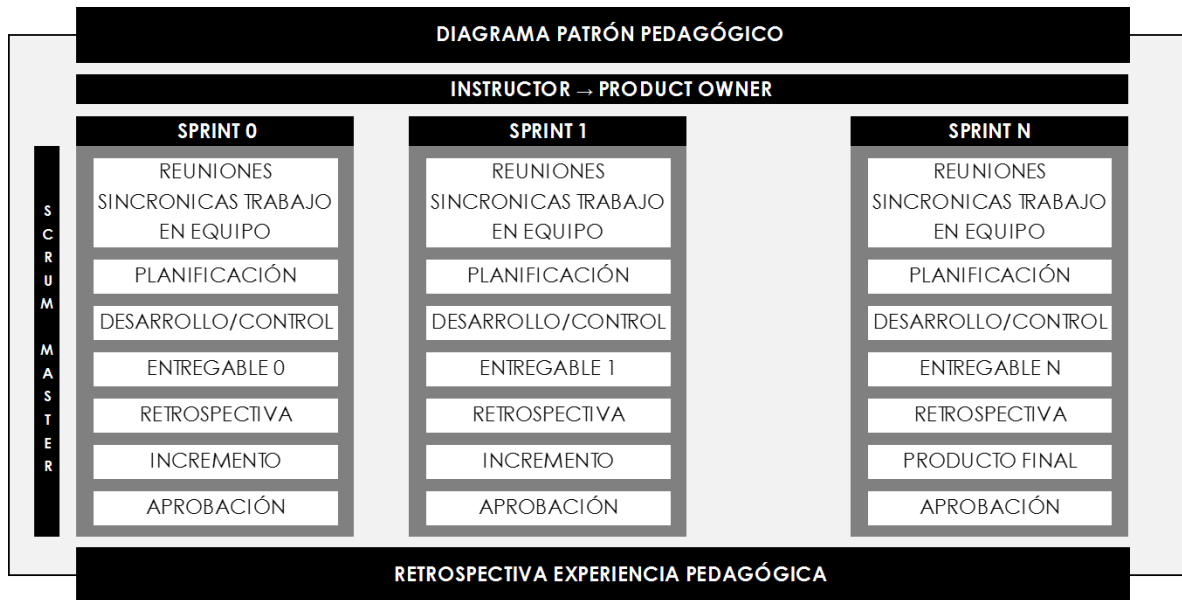 DIAGRAMA PATRÓN PEDAGÓGICO
INSTRUCTOR → PRODUCT OWNER
SCRUM MASTER
SPRINT 0
REUNIONES
SINCRONICAS TRABAJO
EN EQUIPO
PLANIFICACIÓN
DESARROLLO/CONTROL
ENTREGABLE 0
RETROSPECTIVA
INCREMENTO
APROBACIÓN
SPRINT 1
REUNIONES
SINCRONICAS TRABAJO
EN EQUIPO
PLANIFICACIÓN
DESARROLLO/CONTROL
ENTREGABLE 1
RETROSPECTIVA
INCREMENTO
APROBACIÓN
SPRINT N
REUNIONES
SINCRONICAS TRABAJO
EN EQUIPO
PLANIFICACIÓN
DESARROLLO/CONTROL
ENTREGABLE N
RETROSPECTIVA
PRODUCTO FINAL
APROBACIÓN
RETROSPECTIVA EXPERIENCIA PEDAGÓGICA